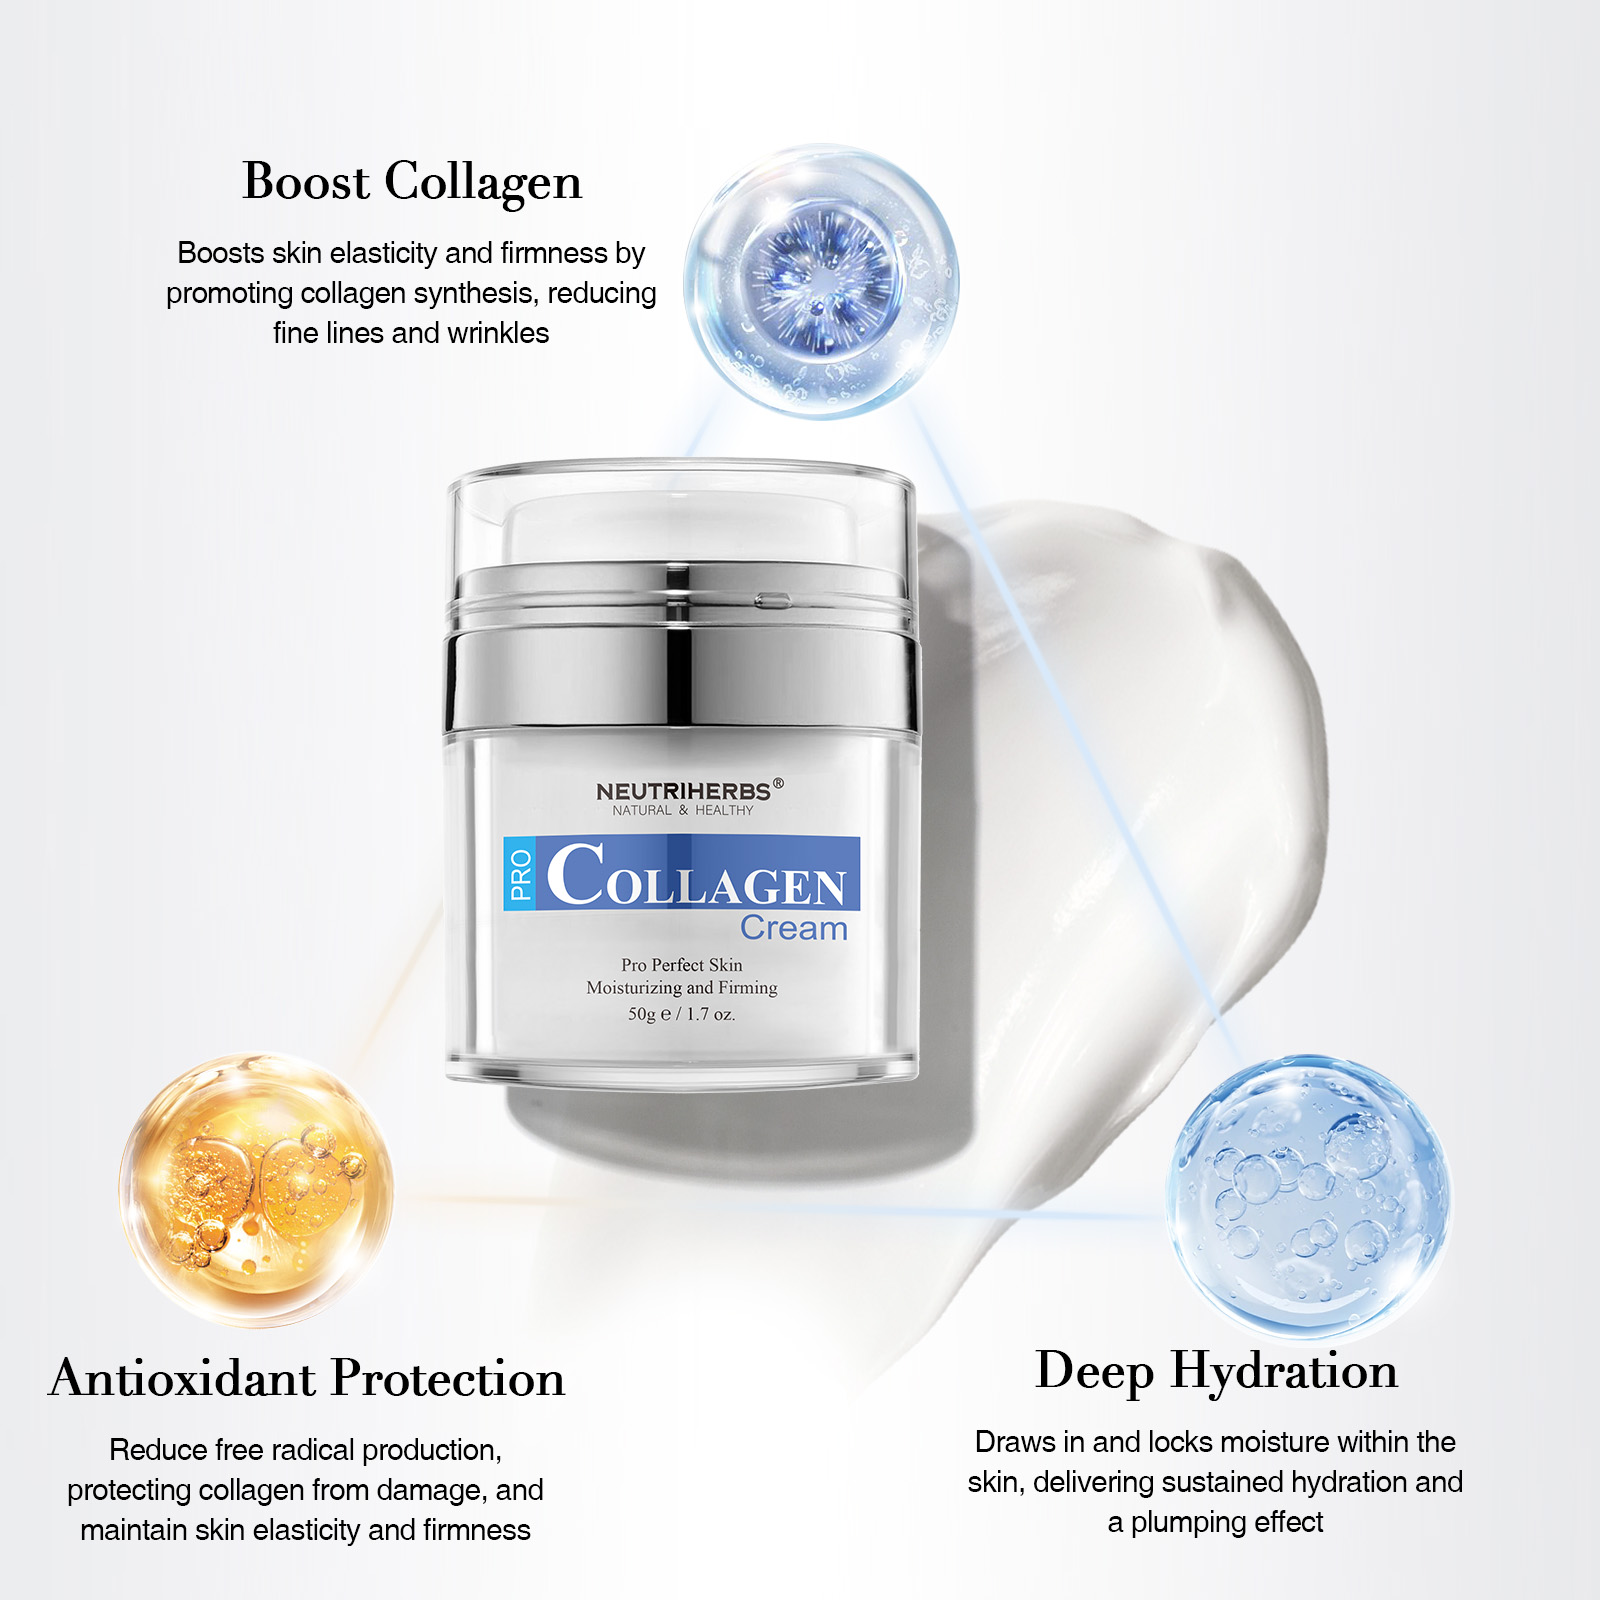 Boost Collagen
Boosts skin elasticity and firmness by
promoting collagen synthesis, reducing
fine lines and wrinkles
NEUTRIHERBS®
NATURAL & HEALTHY
PRO COLLAGEN
Cream
Pro Perfect Skin
Moisturizing and Firming
50g ℮ / 1.7 oz.
Antioxidant Protection
Reduce free radical production,
protecting collagen from damage, and
maintain skin elasticity and firmness
Deep Hydration
Draws in and locks moisture within the
skin, delivering sustained hydration and
a plumping effect